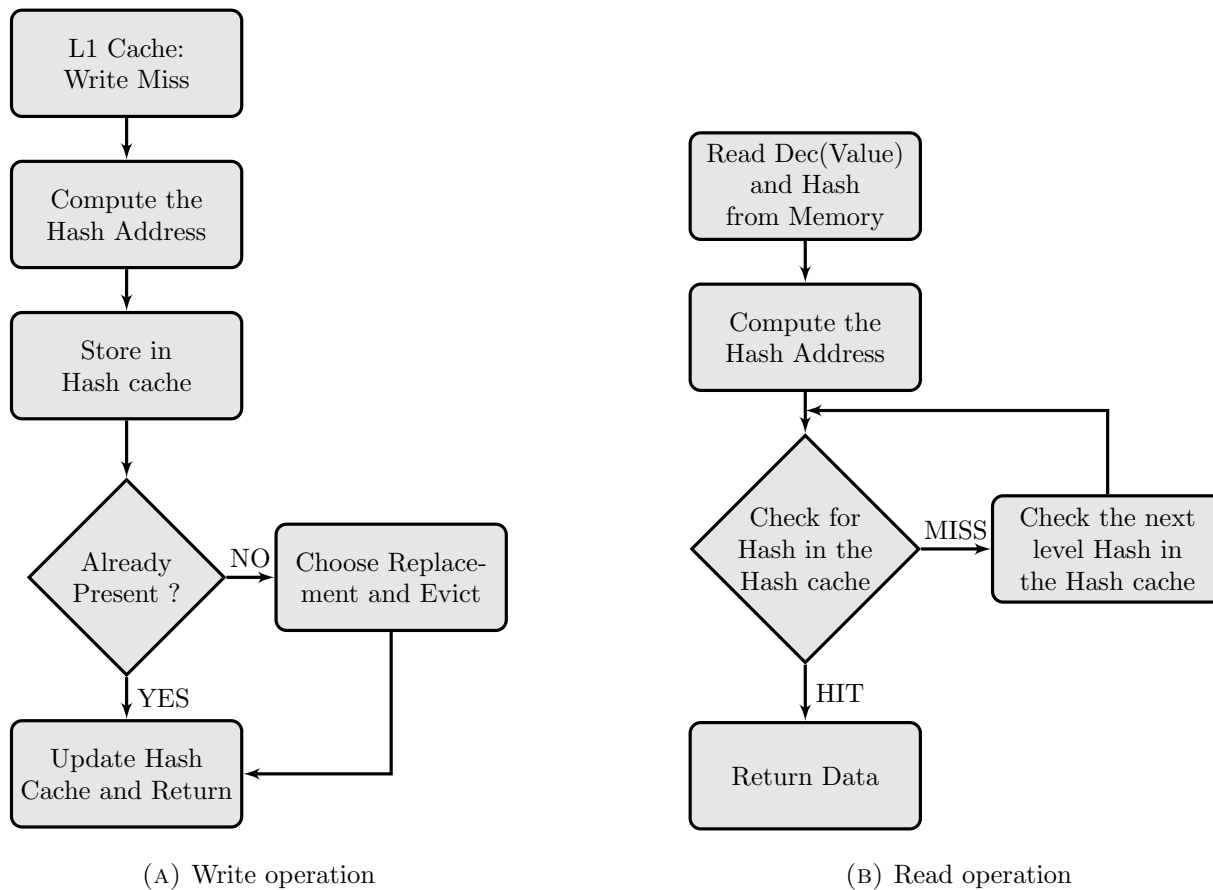 L1 Cache:
Write Miss
Compute the
Hash Address
Store in
Hash cache
Already
Present ?
NO
Choose Replace-
ment and Evict
YES
Update Hash
Cache and Return
(A) Write operation
Read Dec(Value)
and Hash
from Memory
Compute the
Hash Address
Check for
Hash in the
Hash cache
MISS
Check the next
level Hash in
the Hash cache
HIT
Return Data
(B) Read operation